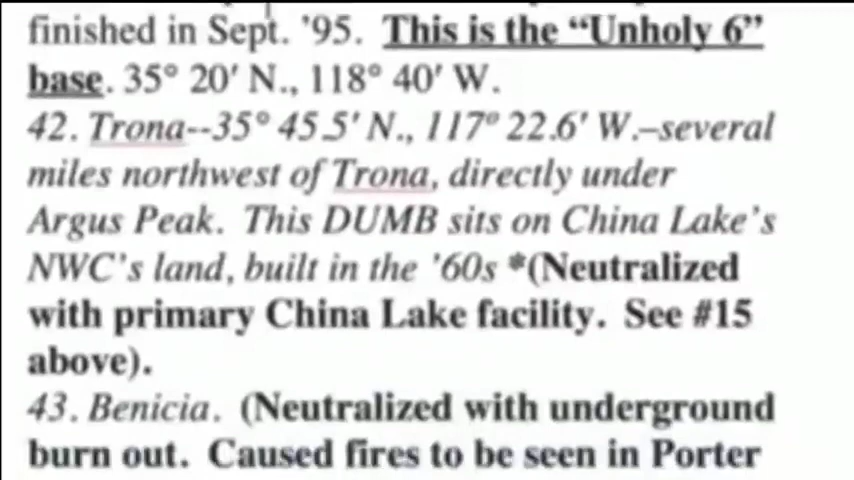 finished in Sept. '95. This is the “Unholy 6”
base. 35° 20′ N., 118° 40′ W.
42. Trona--35° 45.5′ N., 117° 22.6′ W.–several
miles northwest of Trona, directly under
Argus Peak. This DUMB sits on China Lake’s
NWC’s land, built in the ’60s *(Neutralized
with primary China Lake facility. See #15
above).
43. Benicia. (Neutralized with underground
burn out. Caused fires to be seen in Porter